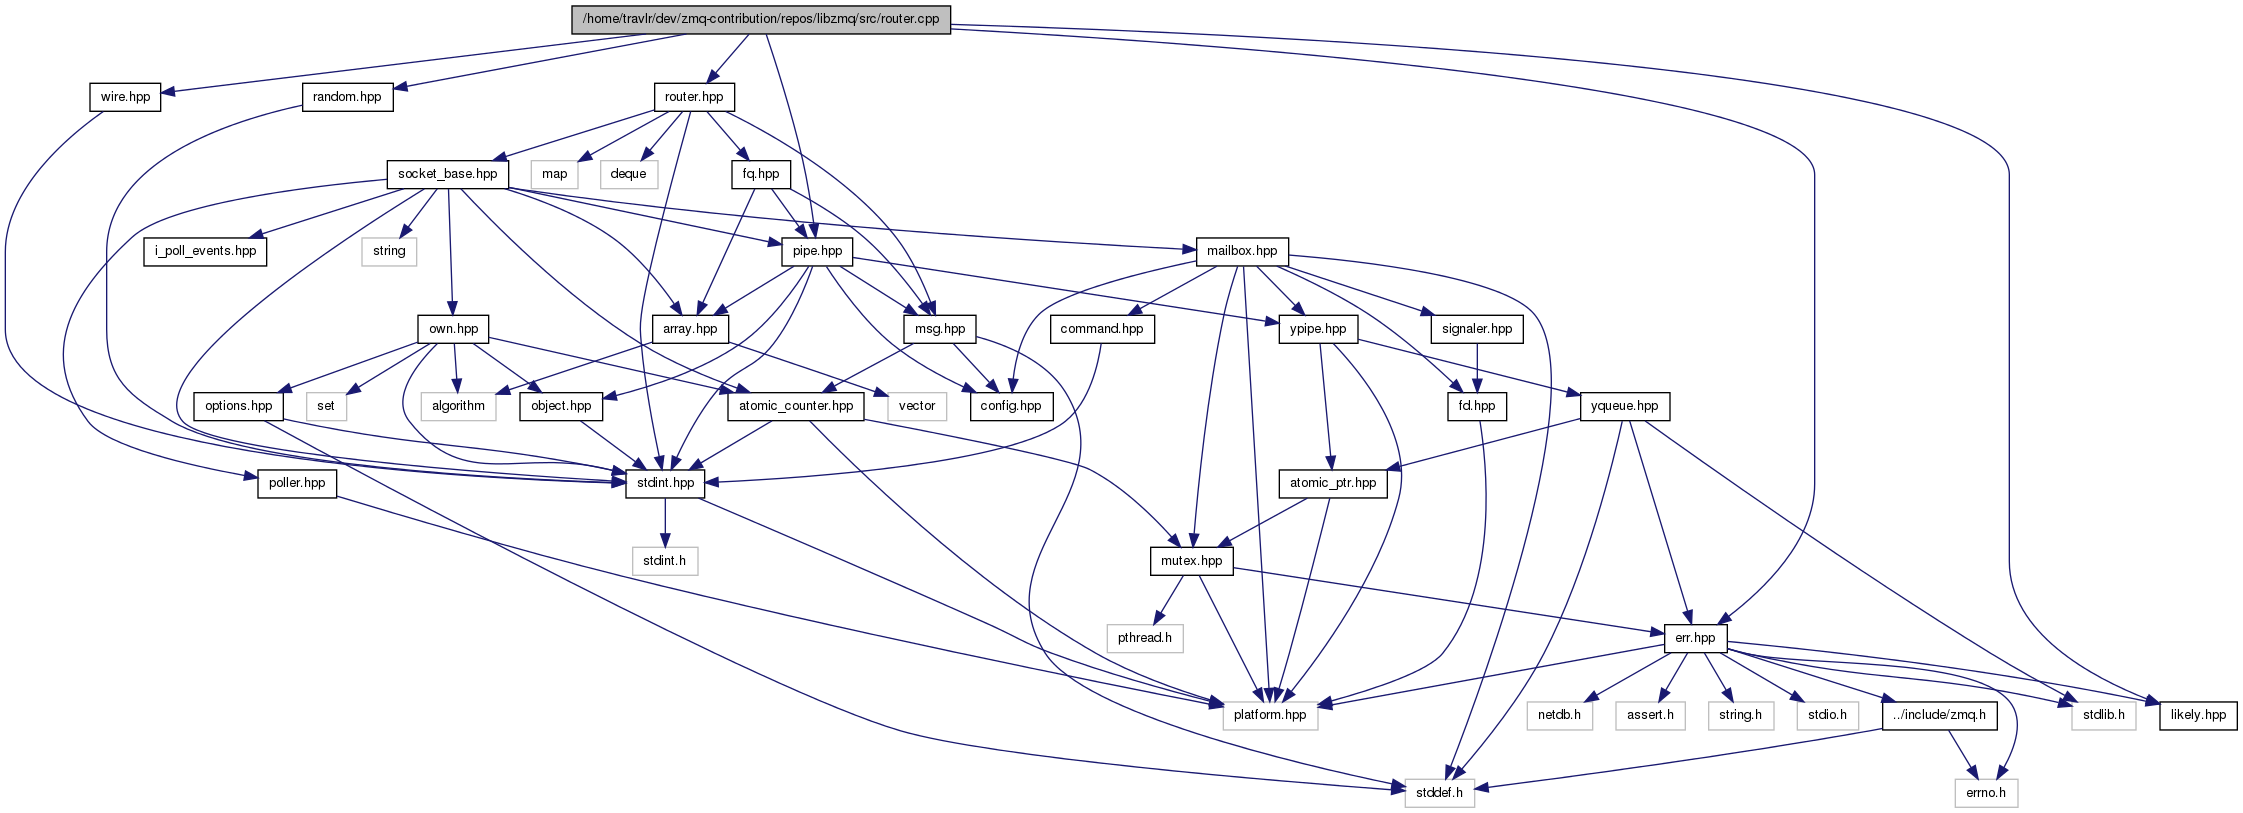 /home/travlr/dev/zmq-contribution/repos/libzmq/src/router.cpp
wire.hpp
random.hpp
router.hpp
socket_base.hpp
map
deque
fq.hpp
i_poll_events.hpp
string
pipe.hpp
mailbox.hpp
own.hpp
array.hpp
msg.hpp
command.hpp
ypipe.hpp
signaler.hpp
options.hpp
set
algorithm
object.hpp
atomic_counter.hpp
vector
config.hpp
fd.hpp
yqueue.hpp
poller.hpp
stdint.hpp
atomic_ptr.hpp
stdint.h
mutex.hpp
pthread.h
err.hpp
platform.hpp
netdb.h
assert.h
string.h
stdio.h
../include/zmq.h
stdlib.h
likely.hpp
stddef.h
errno.h